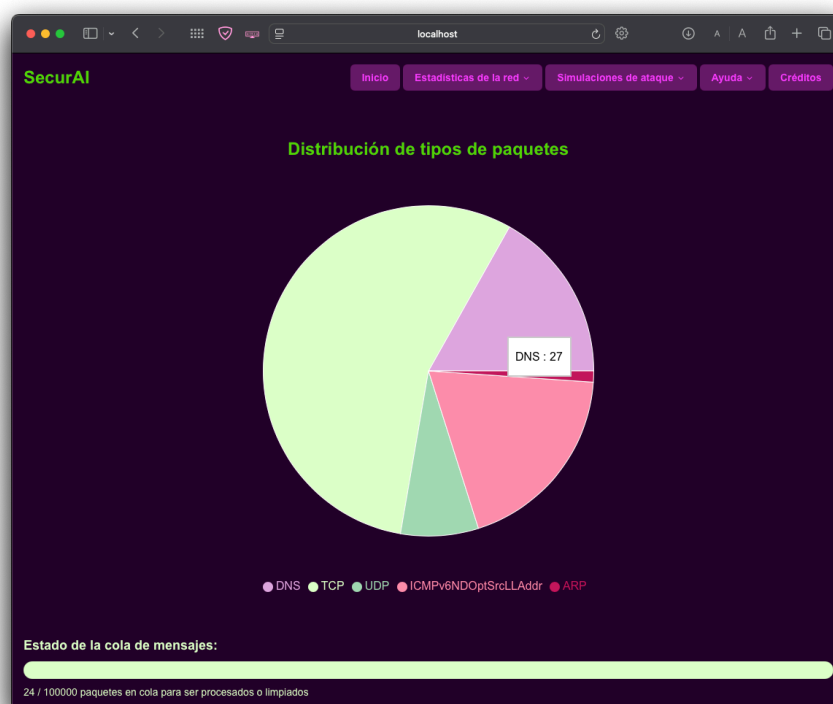 localhost
A A
SecurAI
Inicio Estadísticas de la red Simulaciones de ataque Ayuda Créditos
Distribución de tipos de paquetes
DNS : 27
DNS TCP UDP ICMPv6NDOptSrcLLAddr ARP
Estado de la cola de mensajes:
24 / 100000 paquetes en cola para ser procesados o limpiados